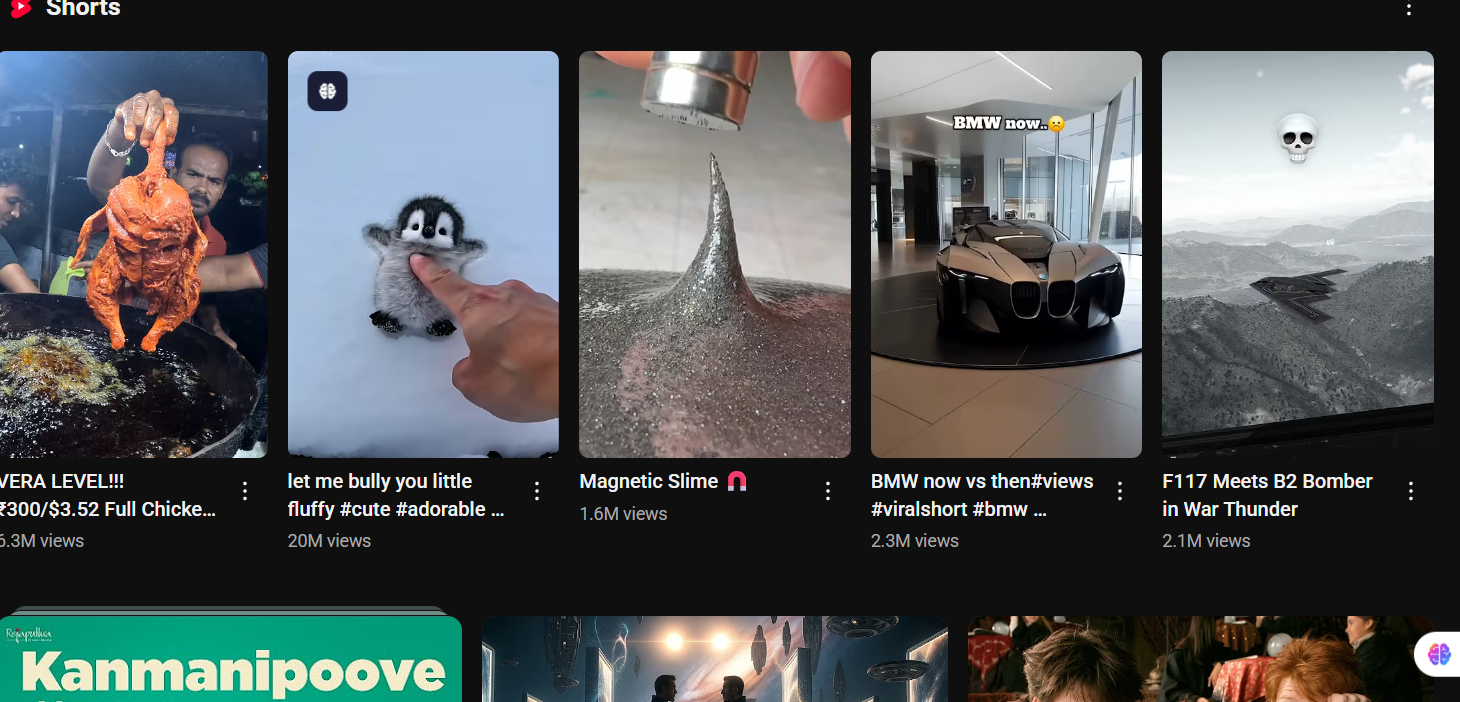 Shorts
BMW now..☹️
VERA LEVEL!!!
₹300/$3.52 Full Chicke...
6.3M views
let me bully you little
fluffy #cute #adorable ...
20M views
Magnetic Slime 🧲
1.6M views
BMW now vs then#views
#viralshort #bmw ...
2.3M views
F117 Meets B2 Bomber
in War Thunder
2.1M views
Rejaputhra
Kanmanipoove